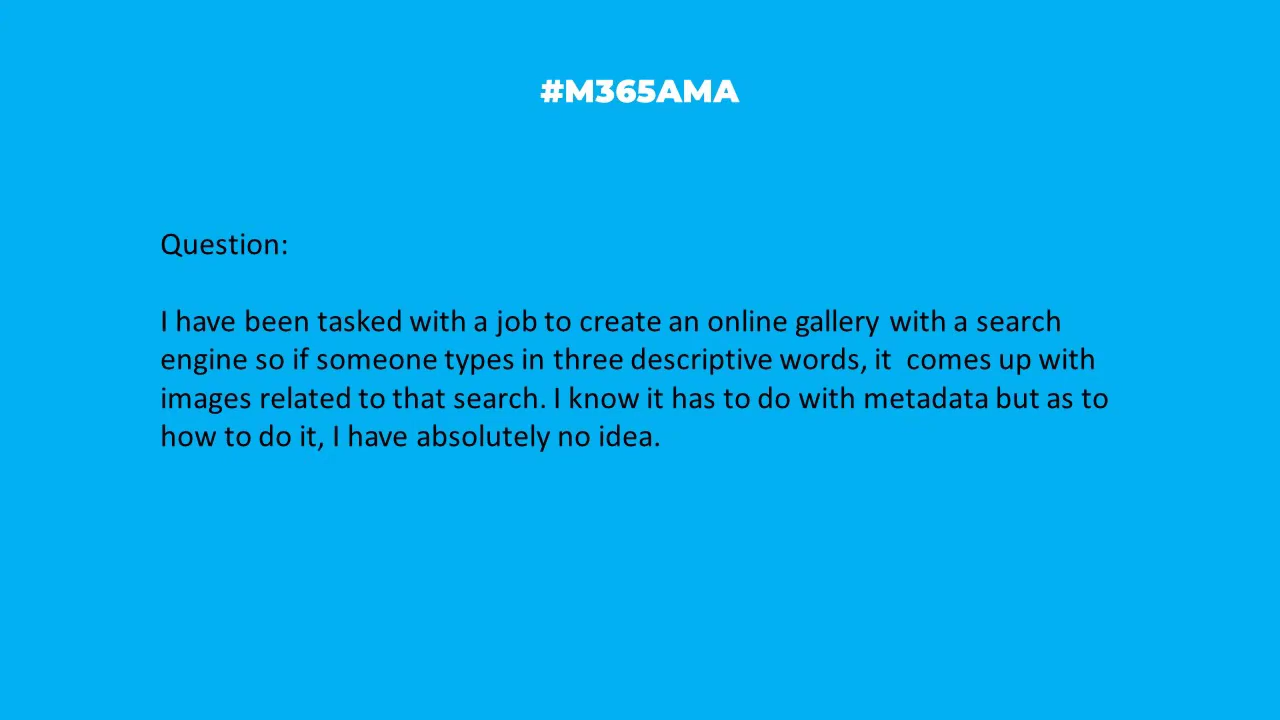 #M365AMA
Question:
I have been tasked with a job to create an online gallery with a search
engine so if someone types in three descriptive words, it  comes up with
images related to that search. I know it has to do with metadata but as to
how to do it, I have absolutely no idea.